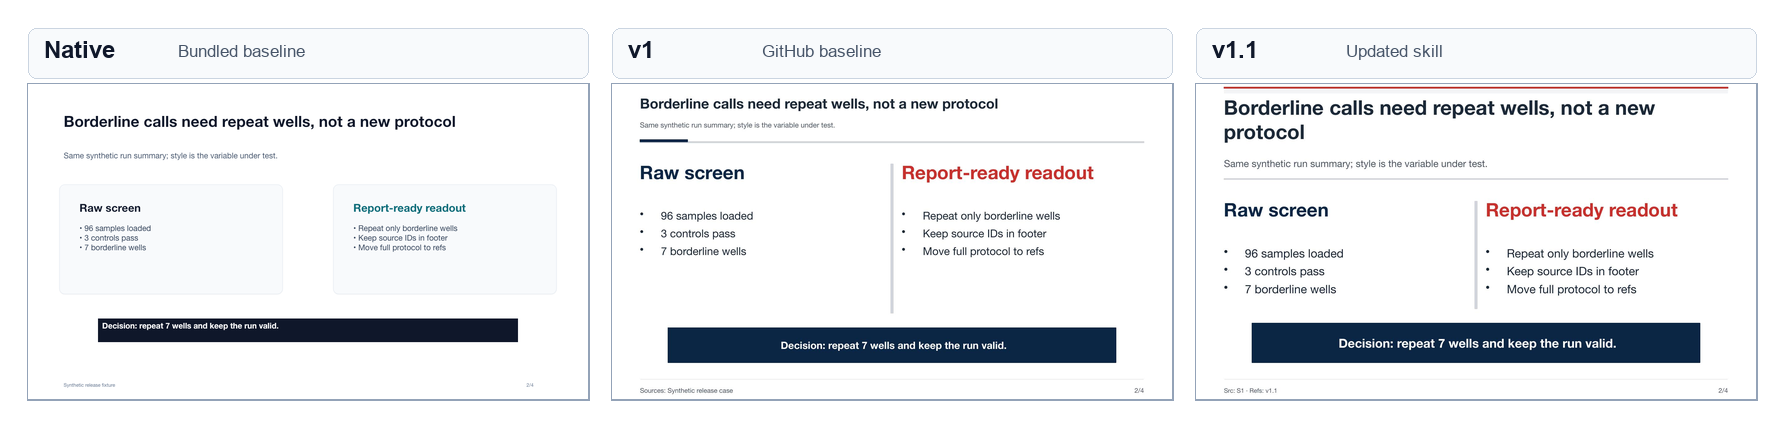 Native Bundled baseline
Borderline calls need repeat wells, not a new protocol
Same synthetic run summary; style is the variable under test.
Raw screen
• 96 samples loaded
• 3 controls pass
• 7 borderline wells
Report-ready readout
• Repeat only borderline wells
• Keep source IDs in footer
• Move full protocol to refs
Decision: repeat 7 wells and keep the run valid.
Synthetic release fixture 2/4
v1 GitHub baseline
Borderline calls need repeat wells, not a new protocol
Same synthetic run summary; style is the variable under test.
Raw screen
• 96 samples loaded
• 3 controls pass
• 7 borderline wells
Report-ready readout
• Repeat only borderline wells
• Keep source IDs in footer
• Move full protocol to refs
Decision: repeat 7 wells and keep the run valid.
Sources: Synthetic release case 2/4
v1.1 Updated skill
Borderline calls need repeat wells, not a new
protocol
Same synthetic run summary; style is the variable under test.
Raw screen
• 96 samples loaded
• 3 controls pass
• 7 borderline wells
Report-ready readout
• Repeat only borderline wells
• Keep source IDs in footer
• Move full protocol to refs
Decision: repeat 7 wells and keep the run valid.
Src: S1 · Refs: v1.1 2/4